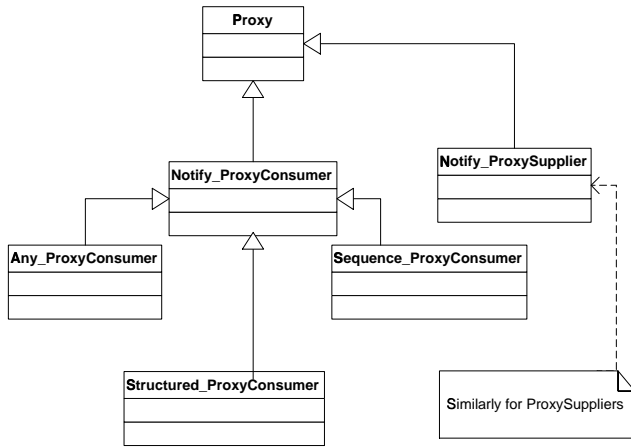 Proxy
Notify_ProxyConsumer
Notify_ProxySupplier
Any_ProxyConsumer
Sequence_ProxyConsumer
Structured_ProxyConsumer
Similarly for ProxySuppliers